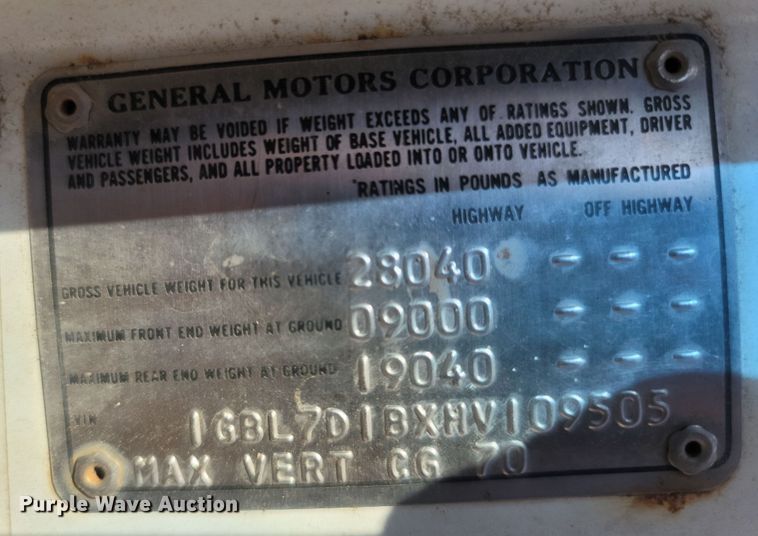 GENERAL MOTORS CORPORATION
WARRANTY MAY BE VOIDED IF WEIGHT EXCEEDS ANY OF RATINGS SHOWN. GROSS
VEHICLE WEIGHT INCLUDES WEIGHT OF BASE VEHICLE, ALL ADDED EQUIPMENT, DRIVER
AND PASSENGERS, AND ALL PROPERTY LOADED INTO OR ONTO VEHICLE.
RATINGS IN POUNDS AS MANUFACTURED
HIGHWAY OFF HIGHWAY
GROSS VEHICLE WEIGHT FOR THIS VEHICLE 28040 - - -
MAXIMUM FRONT END WEIGHT AT GROUND 09000 - - -
MAXIMUM REAR END WEIGHT AT GROUND 19040 - - -
VIN 1GBL7D1BXHV109505
MAX VERT CG 70
Purple Wave Auction